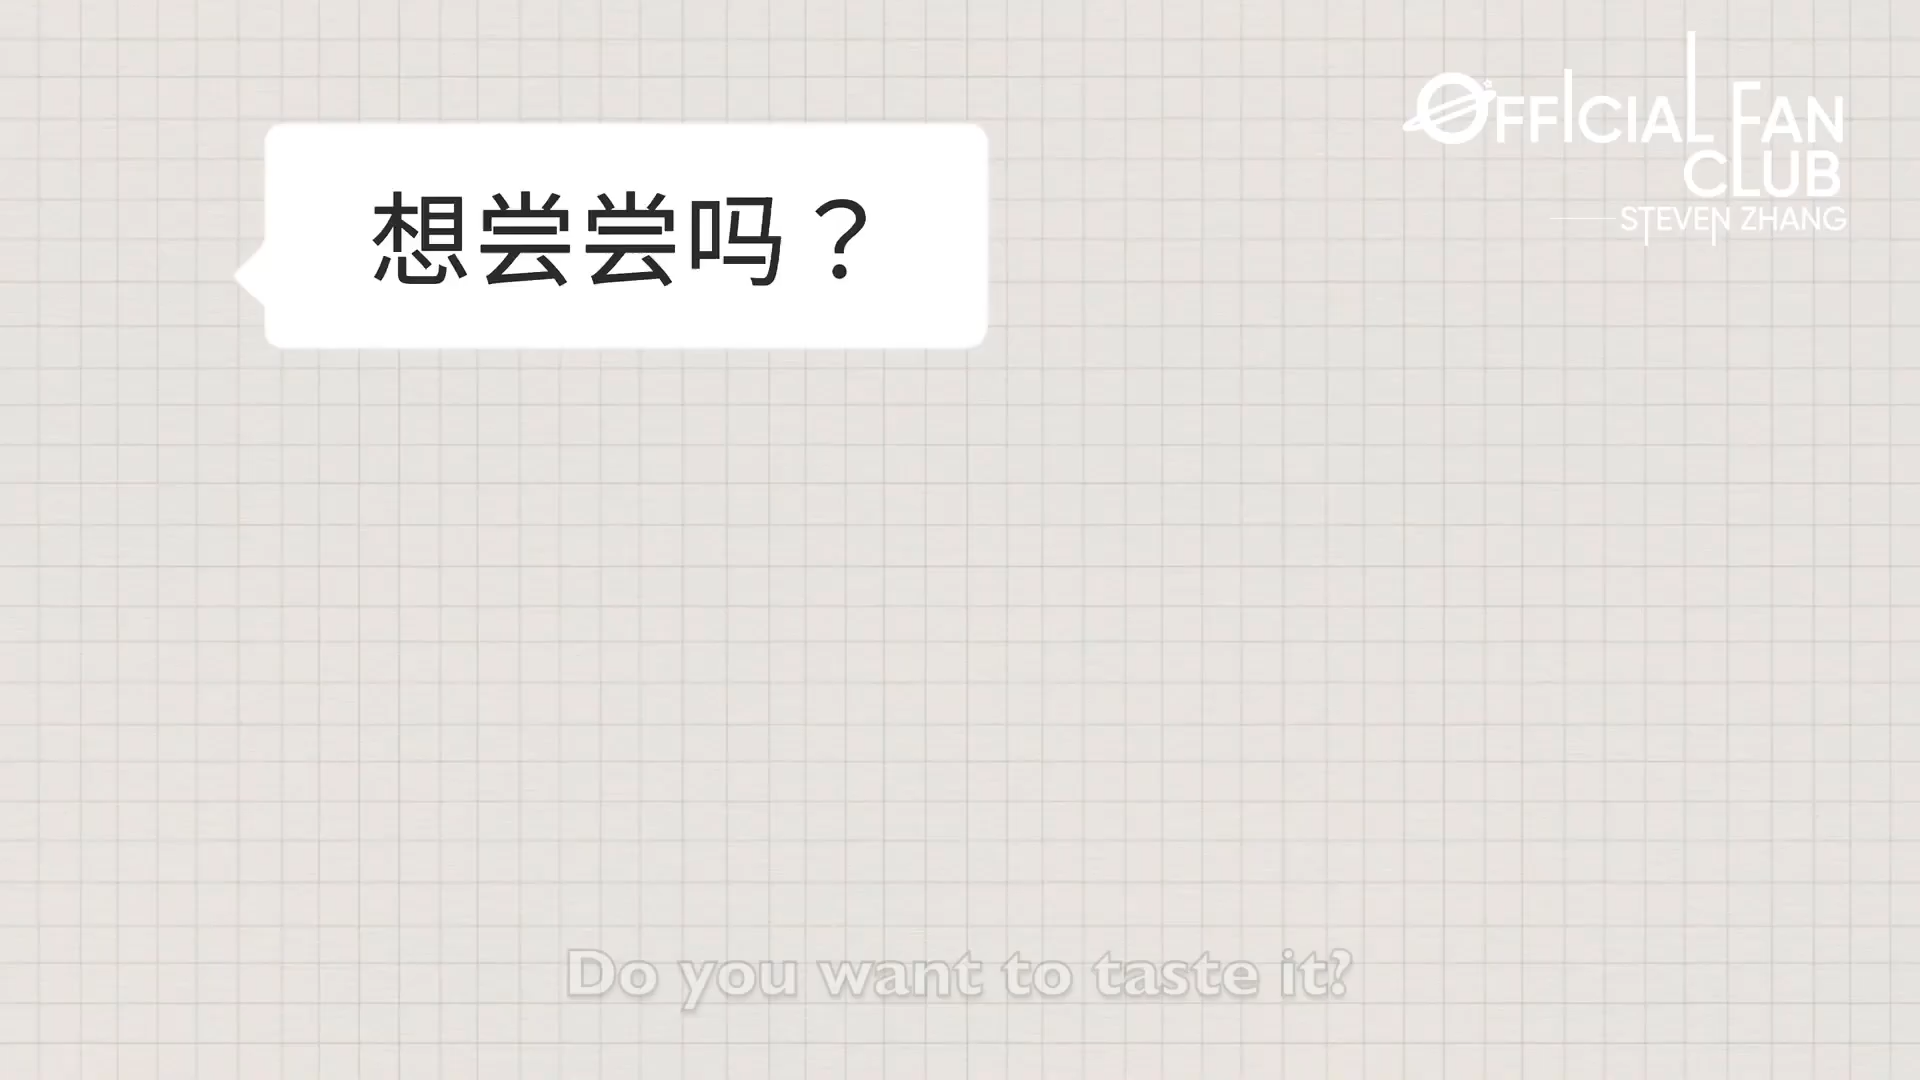 OFFICIAL FAN
CLUB
STEVEN ZHANG
想尝尝吗？
Do you want to taste it?